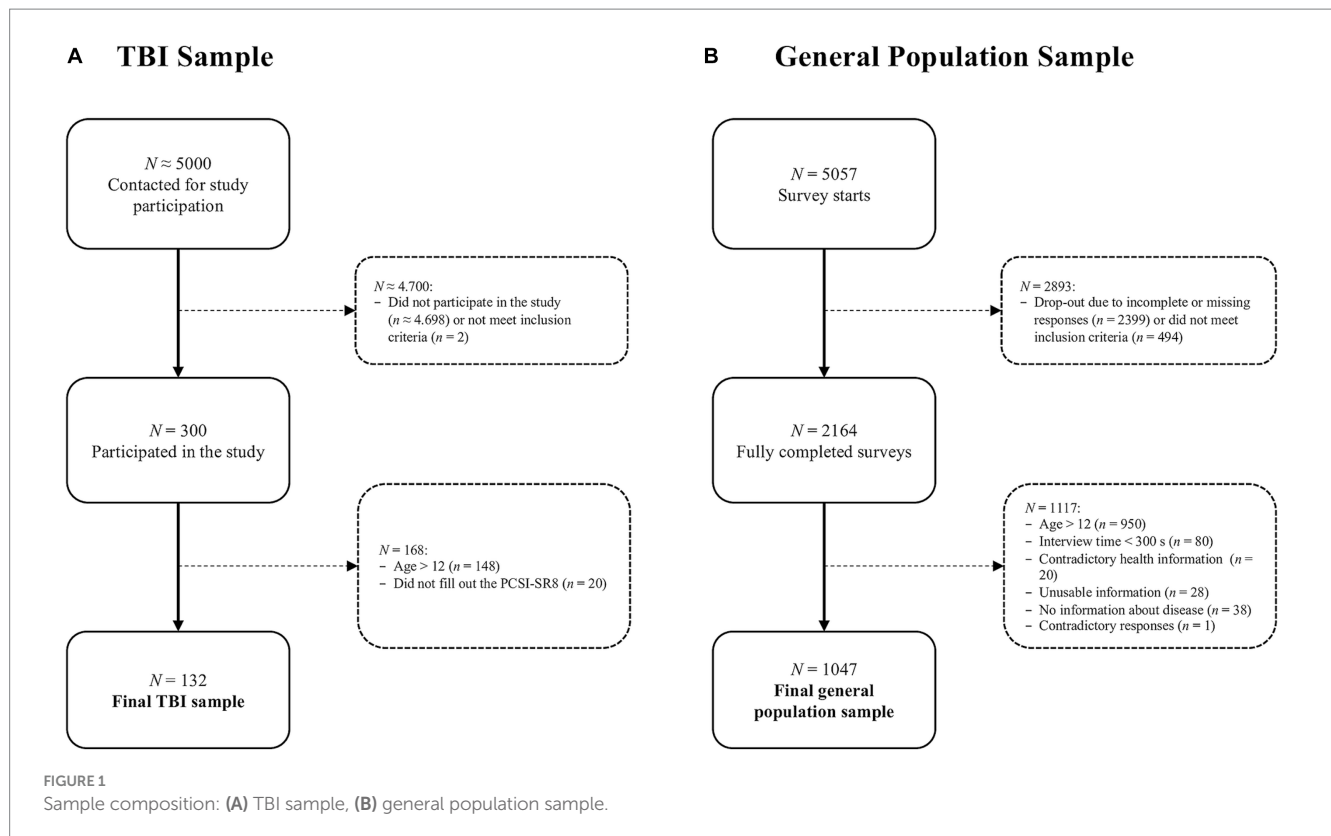 A TBI Sample
N ≈ 5000
Contacted for study
participation
N ≈ 4.700:
– Did not participate in the study
(n ≈ 4.698) or not meet inclusion
criteria (n = 2)
N = 300
Participated in the study
N = 168:
– Age > 12 (n = 148)
– Did not fill out the PCSI-SR8 (n = 20)
N = 132
Final TBI sample
B General Population Sample
N = 5057
Survey starts
N = 2893:
– Drop-out due to incomplete or missing
responses (n = 2399) or did not meet
inclusion criteria (n = 494)
N = 2164
Fully completed surveys
N = 1117:
– Age > 12 (n = 950)
– Interview time < 300 s (n = 80)
– Contradictory health information (n =
20)
– Unusable information (n = 28)
– No information about disease (n = 38)
– Contradictory responses (n = 1)
N = 1047
Final general
population sample
FIGURE 1
Sample composition: (A) TBI sample, (B) general population sample.